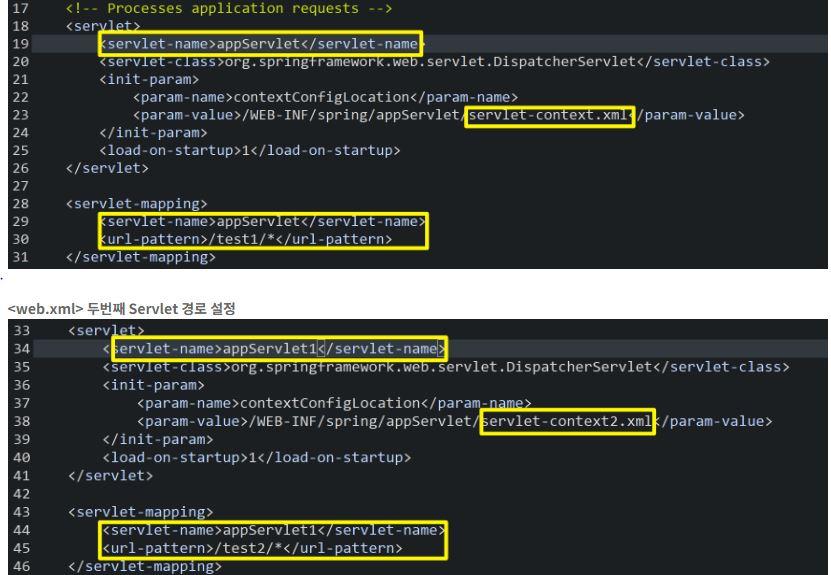 17 <!-- Processes application requests -->
18 <servlet>
19 <servlet-name>appServlet</servlet-name>
20 <servlet-class>org.springframework.web.servlet.DispatcherServlet</servlet-class>
21 <init-param>
22 <param-name>contextConfigLocation</param-name>
23 <param-value>/WEB-INF/spring/appServlet/servlet-context.xml</param-value>
24 </init-param>
25 <load-on-startup>1</load-on-startup>
26 </servlet>
27
28 <servlet-mapping>
29 <servlet-name>appServlet</servlet-name>
30 <url-pattern>/test1/*</url-pattern>
31 </servlet-mapping>
<web.xml> 두번째 Servlet 경로 설정
33 <servlet>
34 <servlet-name>appServlet1</servlet-name>
35 <servlet-class>org.springframework.web.servlet.DispatcherServlet</servlet-class>
36 <init-param>
37 <param-name>contextConfigLocation</param-name>
38 <param-value>/WEB-INF/spring/appServlet/servlet-context2.xml</param-value>
39 </init-param>
40 <load-on-startup>1</load-on-startup>
41 </servlet>
42
43 <servlet-mapping>
44 <servlet-name>appServlet1</servlet-name>
45 <url-pattern>/test2/*</url-pattern>
46 </servlet-mapping>